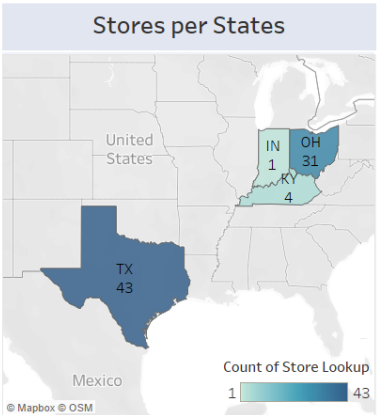 Stores per States
United
States
IN
1
OH
31
KY
4
TX
43
Mexico
Count of Store Lookup
1 43
© Mapbox © OSM